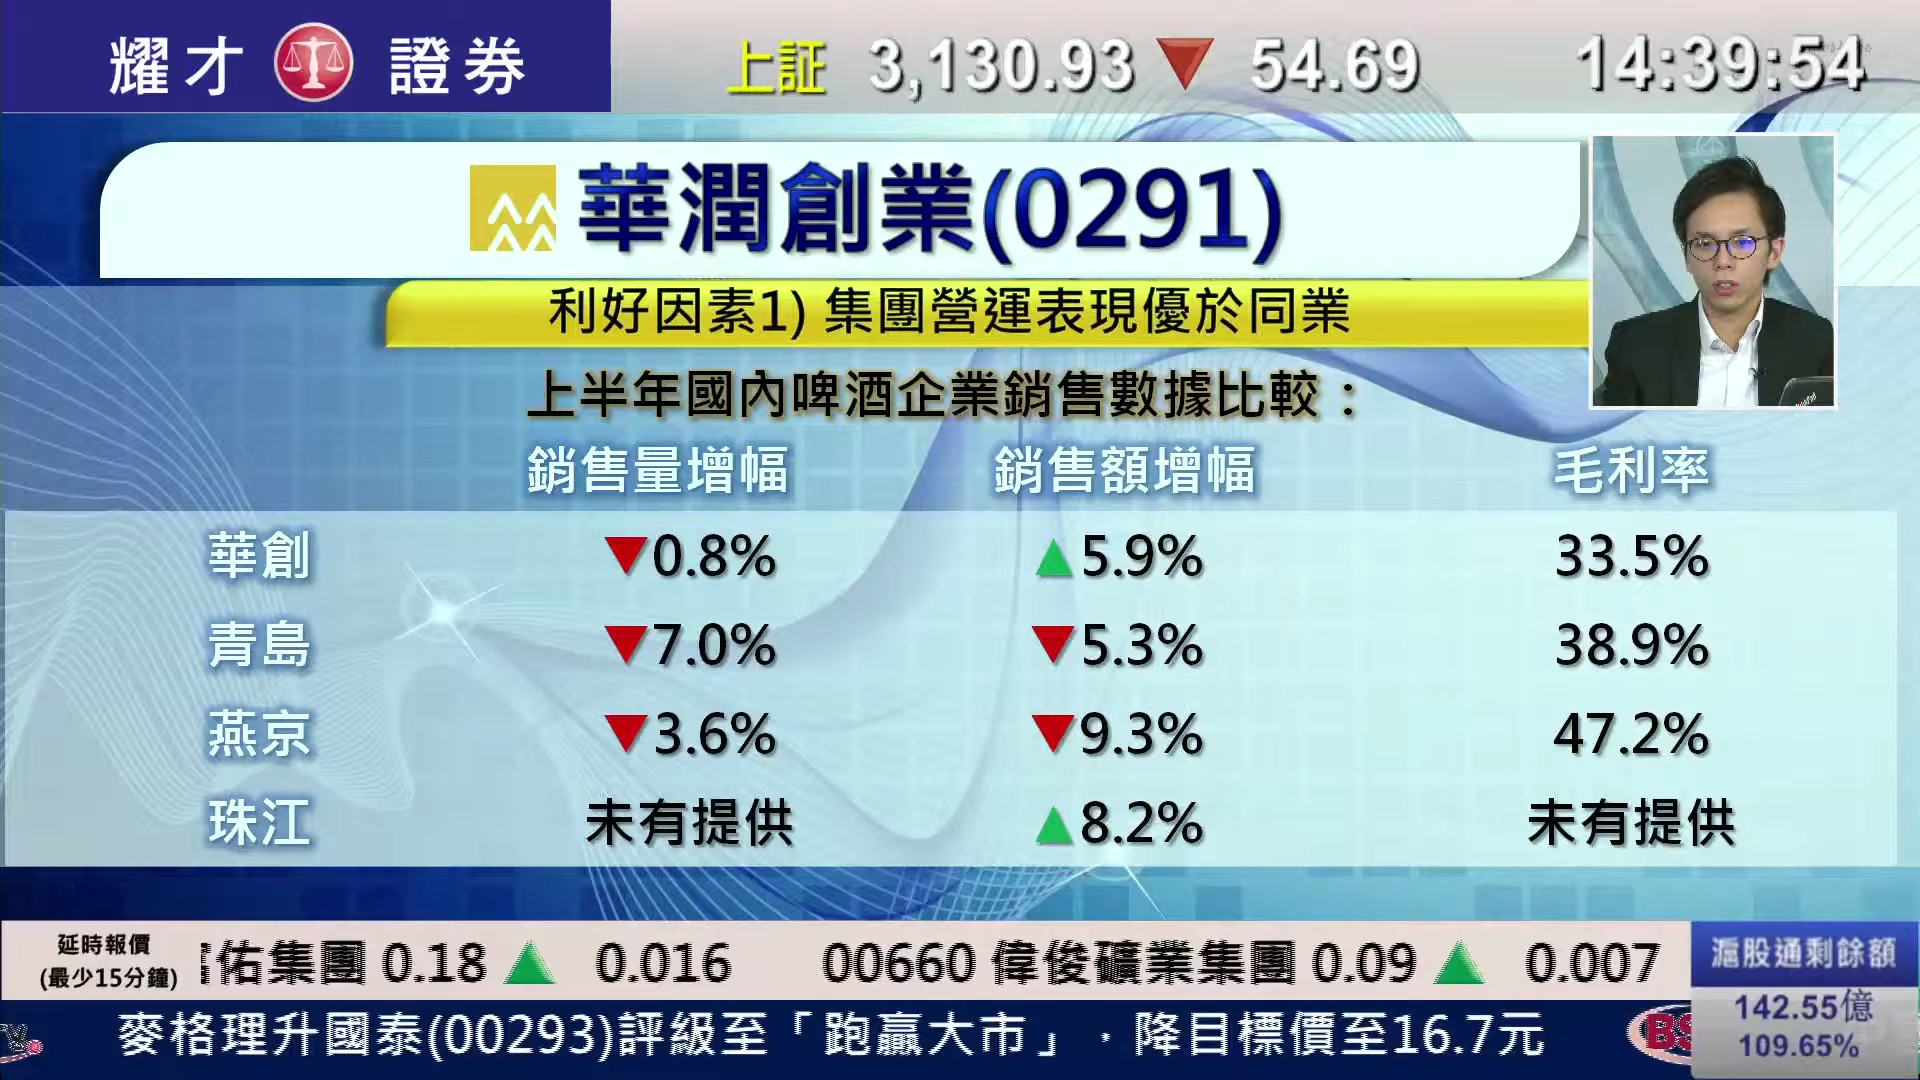 耀才 證券
上証 3,130.93 ▼ 54.69 14:39:54
華潤創業(0291)
利好因素1) 集團營運表現優於同業
上半年國內啤酒企業銷售數據比較：
銷售量增幅 銷售額增幅 毛利率
華創 ▼0.8% ▲5.9% 33.5%
青島 ▼7.0% ▼5.3% 38.9%
燕京 ▼3.6% ▼9.3% 47.2%
珠江 未有提供 ▲8.2% 未有提供
延時報價
(最少15分鐘)
佑集團 0.18 ▲ 0.016 00660 偉俊礦業集團 0.09 ▲ 0.007
麥格理升國泰(00293)評級至「跑贏大市」，降目標價至16.7元
BS
滬股通剩餘額
142.55億
109.65%